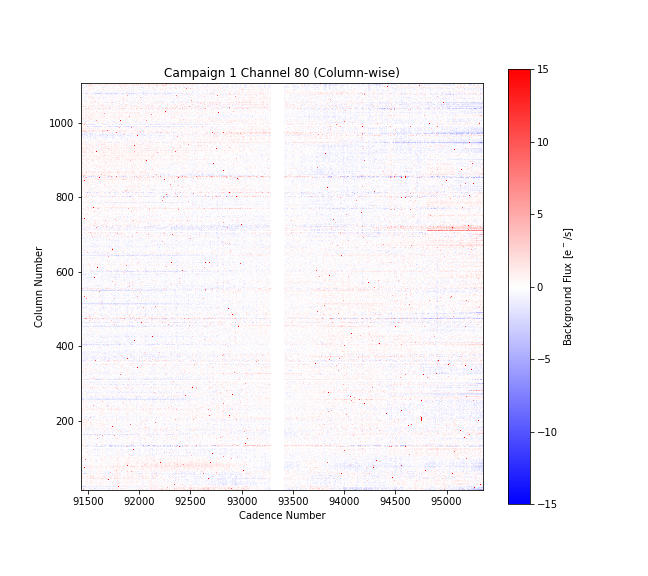 Campaign 1 Channel 80 (Column-wise)
1000
800
600
400
200
Column Number
91500 92000 92500 93000 93500 94000 94500 95000
Cadence Number
15
10
5
0
−5
−10
−15
Background Flux [e⁻/s]